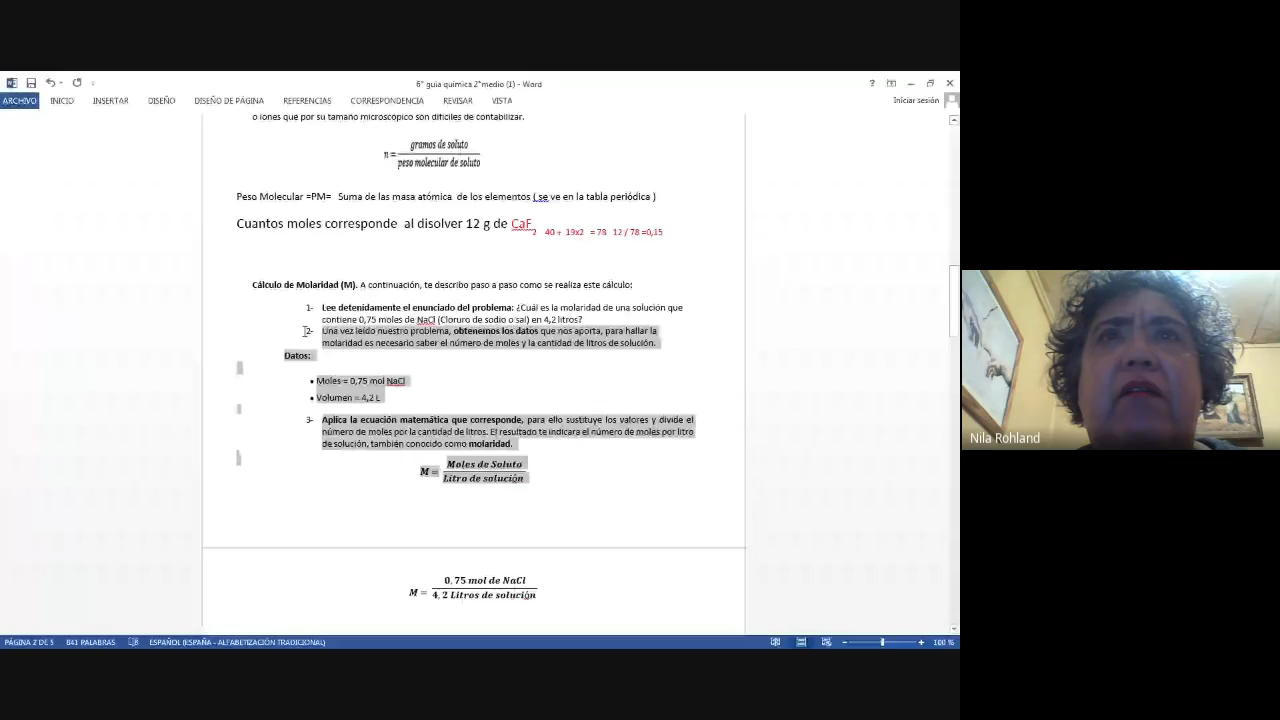 6° guia quimica 2°medio (1) - Word
ARCHIVO INICIO INSERTAR DISEÑO DISEÑO DE PÁGINA REFERENCIAS CORRESPONDENCIA REVISAR VISTA Iniciar sesión
o iones que por su tamaño microscópico son difíciles de contabilizar.
n = gramos de soluto
peso molecular de soluto
Peso Molecular =PM= Suma de las masa atómica de los elementos ( se ve en la tabla periódica )
Cuantos moles corresponde al disolver 12 g de CaF2 40 + 19x2 = 78 12 / 78 =0,15
Cálculo de Molaridad (M). A continuación, te describo paso a paso como se realiza este cálculo:
1- Lee detenidamente el enunciado del problema: ¿Cuál es la molaridad de una solución que
contiene 0,75 moles de NaCl (Cloruro de sodio o sal) en 4,2 litros?
2- Una vez leído nuestro problema, obtenemos los datos que nos aporta, para hallar la
molaridad es necesario saber el número de moles y la cantidad de litros de solución.
Datos:
• Moles = 0,75 mol NaCl
• Volumen = 4,2 L
3- Aplica la ecuación matemática que corresponde, para ello sustituye los valores y divide el
número de moles por la cantidad de litros. El resultado te indicara el número de moles por litro
de solución, también conocido como molaridad.
M = Moles de Soluto
Litro de solución
M = 0,75 mol de NaCl
4,2 Litros de solución
PÁGINA 2 DE 5 841 PALABRAS ESPAÑOL (ESPAÑA - ALFABETIZACIÓN TRADICIONAL) 100 %
Nila Rohland